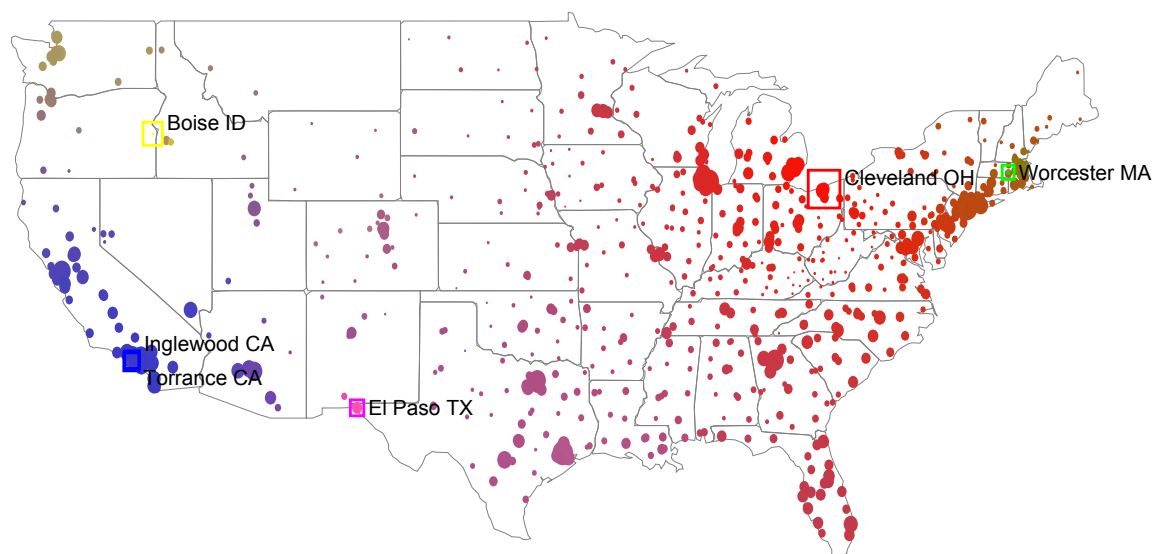 Boise ID
Worcester MA
Cleveland OH
Inglewood CA
Torrance CA
El Paso TX